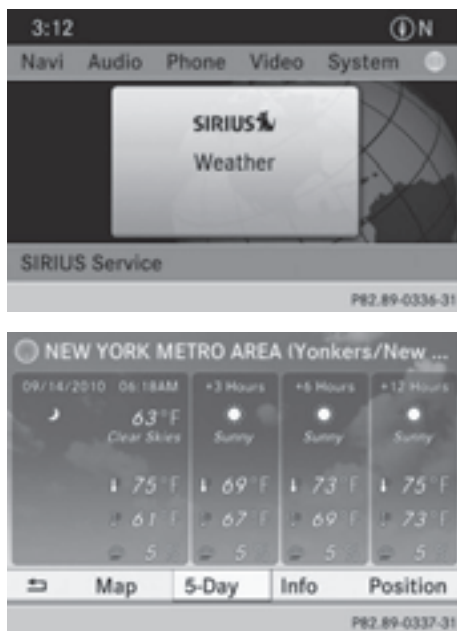 3:12 N
Navi Audio Phone Video System
SIRIUS
Weather
SIRIUS Service
P82.89-0336-31
NEW YORK METRO AREA (Yonkers/New ...
09/14/2010 06:18AM +3 Hours +6 Hours +12 Hours
63°F
Clear Skies Sunny Sunny Sunny
75°F 69°F 73°F 75°F
61°F 67°F 69°F 73°F
5% 5% 5% 5%
Map 5-Day Info Position
P82.89-0337-31